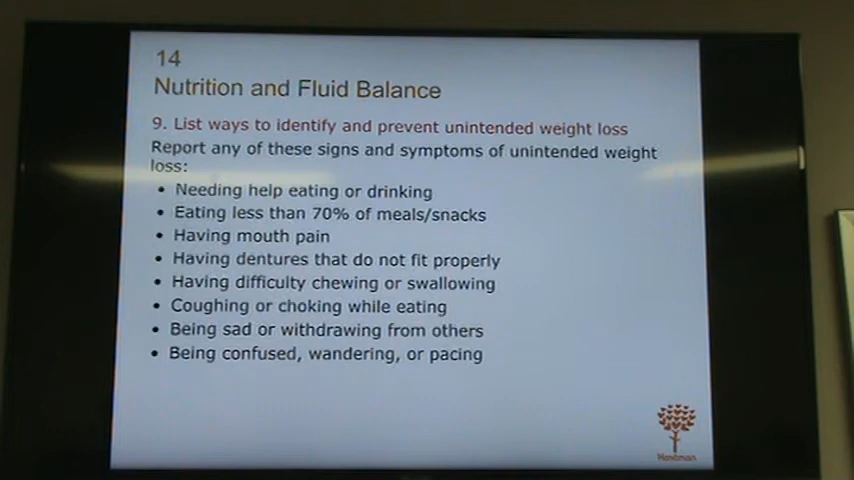 14
Nutrition and Fluid Balance
9. List ways to identify and prevent unintended weight loss
Report any of these signs and symptoms of unintended weight
loss:
• Needing help eating or drinking
• Eating less than 70% of meals/snacks
• Having mouth pain
• Having dentures that do not fit properly
• Having difficulty chewing or swallowing
• Coughing or choking while eating
• Being sad or withdrawing from others
• Being confused, wandering, or pacing
Hartman